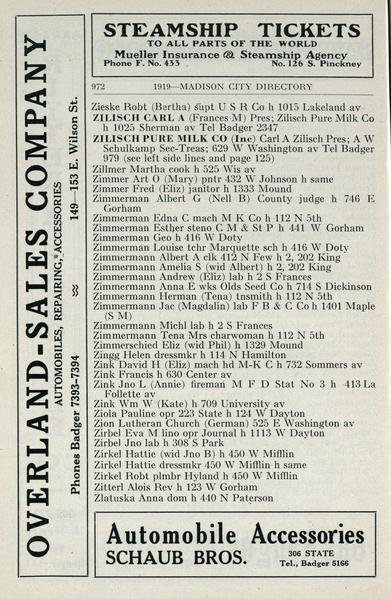 STEAMSHIP TICKETS
TO ALL PARTS OF THE WORLD
Mueller Insurance @ Steamship Agency
Phone F. No. 433 No. 126 S. Pinckney
OVERLAND-SALES COMPANY
AUTOMOBILES, REPAIRING, ACCESSORIES
Phones Badger 7393-7394 149-153 E. Wilson St.
972 1919—MADISON CITY DIRECTORY
Zieske Robt (Bertha) supt U S R Co h 1015 Lakeland av
ZILISCH CARL A (Frances M) Pres; Zilisch Pure Milk Co
h 1025 Sherman av Tel Badger 2347
ZILISCH PURE MILK CO (Inc) Carl A Zilisch Pres; A W
Schulkamp Sec-Treas; 629 W Washington av Tel Badger
979 (see left side lines and page 125)
Zillmer Martha cook h 525 Wis av
Zimmer Art O (Mary) pntr 432 W Johnson h same
Zimmer Fred (Eliz) janitor h 1333 Mound
Zimmerman Albert G (Nell B) County judge h 746 E
Gorham
Zimmerman Edna C mach M K Co h 112 N 5th
Zimmerman Esther steno C M & St P h 441 W Gorham
Zimmerman Geo h 416 W Doty
Zimmerman Louise tchr Marquette sch h 416 W Doty
Zimmermann Albert A clk 412 N Few h 2, 202 King
Zimmermann Amelia S (wid Albert) h 2, 202 King
Zimmermann Andrew (Eliz) lab h 2 S Frances
Zimmermann Anna E wks Olds Seed Co h 714 S Dickinson
Zimmermann Herman (Tena) tnsmith h 112 N 5th
Zimmermann Jac (Magdalin) lab F B & C Co h 1401 Maple
(S M)
Zimmermann Michl lab h 2 S Frances
Zimmermann Tena Mrs charwoman h 112 N 5th
Zimmerschied Eliz (wid Phil) h 1329 Mound
Zingg Helen dressmkr h 114 N Hamilton
Zink David H (Eliz) mach hd M-K C h 732 Sommers av
Zink Francis h 630 Center av
Zink Jno L (Annie) fireman M F D Stat No 3 h 413 La
Follette av
Zink Wm W (Kate) h 709 University av
Ziola Pauline opr 223 State h 124 W Dayton
Zion Lutheran Church (German) 525 E Washington av
Zirbel Eva M lino opr Journal h 1113 W Dayton
Zirbel Jno lab h 308 S Park
Zirkel Hattie (wid Jno B) h 450 W Mifflin
Zirkel Hattie dressmkr 450 W Mifflin h same
Zirkel Robt plmbr Hyland h 450 W Mifflin
Zitterl Alois Rev h 123 W Gorham
Zlatuska Anna dom h 440 N Paterson
Automobile Accessories
SCHAUB BROS. 306 STATE
Tel., Badger 5166